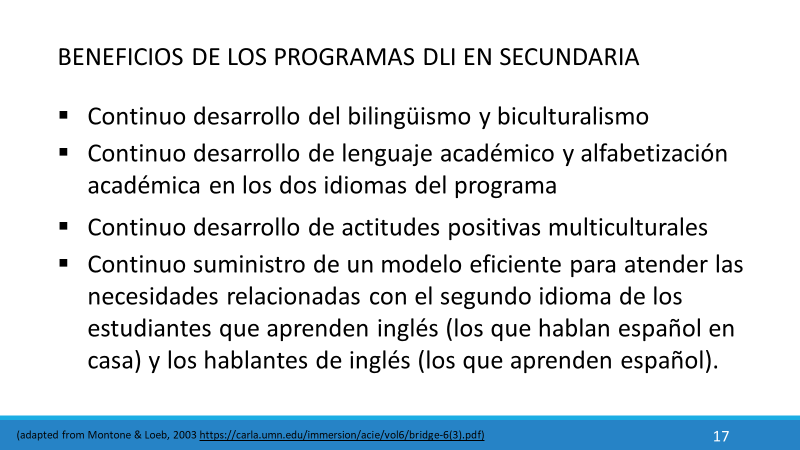 BENEFICIOS DE LOS PROGRAMAS DLI EN SECUNDARIA
▪ Continuo desarrollo del bilingüismo y biculturalismo
▪ Continuo desarrollo de lenguaje académico y alfabetización
académica en los dos idiomas del programa
▪ Continuo desarrollo de actitudes positivas multiculturales
▪ Continuo suministro de un modelo eficiente para atender las
necesidades relacionadas con el segundo idioma de los
estudiantes que aprenden inglés (los que hablan español en
casa) y los hablantes de inglés (los que aprenden español).
(adapted from Montone & Loeb, 2003 https://carla.umn.edu/immersion/acie/vol6/bridge-6(3).pdf)
17